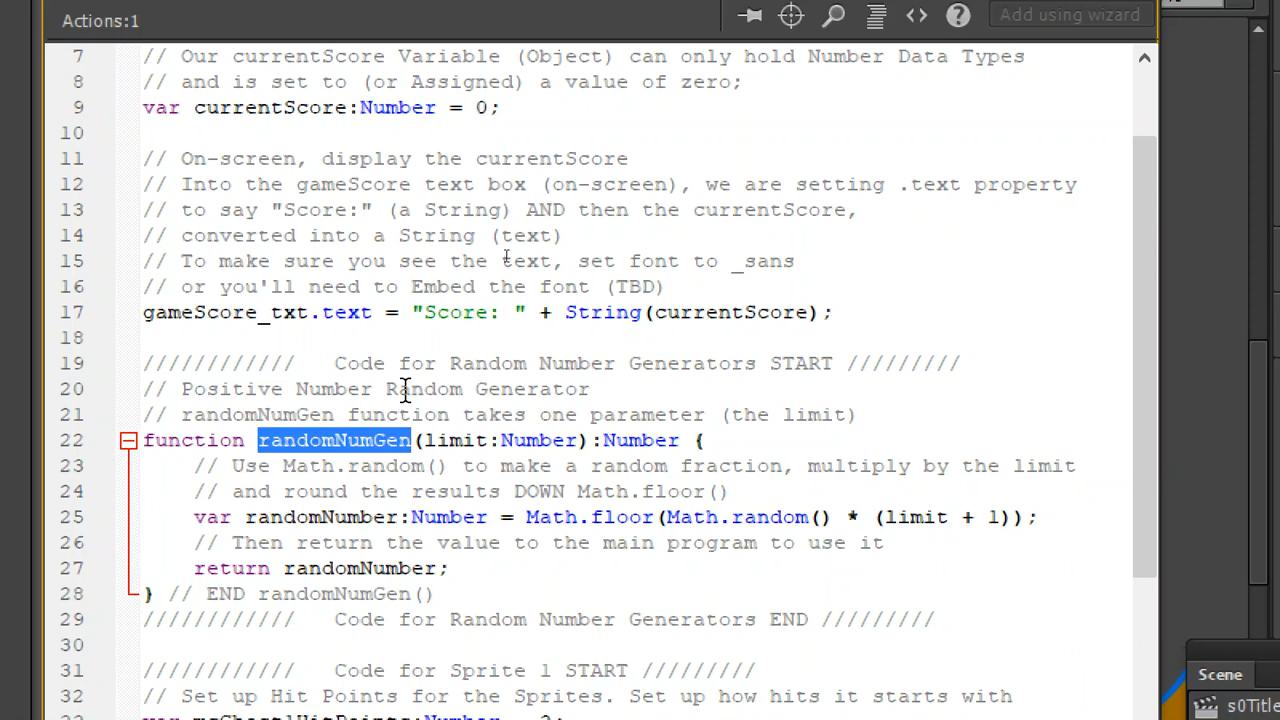 Actions:1
Add using wizard
7 // Our currentScore Variable (Object) can only hold Number Data Types
8 // and is set to (or Assigned) a value of zero;
9 var currentScore:Number = 0;
10
11 // On-screen, display the currentScore
12 // Into the gameScore text box (on-screen), we are setting .text property
13 // to say "Score:" (a String) AND then the currentScore,
14 // converted into a String (text)
15 // To make sure you see the text, set font to _sans
16 // or you'll need to Embed the font (TBD)
17 gameScore_txt.text = "Score: " + String(currentScore);
18
19 //////////// Code for Random Number Generators START /////////
20 // Positive Number Random Generator
21 // randomNumGen function takes one parameter (the limit)
22 function randomNumGen(limit:Number):Number {
23 // Use Math.random() to make a random fraction, multiply by the limit
24 // and round the results DOWN Math.floor()
25 var randomNumber:Number = Math.floor(Math.random() * (limit + 1));
26 // Then return the value to the main program to use it
27 return randomNumber;
28 } // END randomNumGen()
29 //////////// Code for Random Number Generators END /////////
30
31 //////////// Code for Sprite 1 START /////////
32 // Set up Hit Points for the Sprites. Set up how hits it starts with
Scene
s0Title